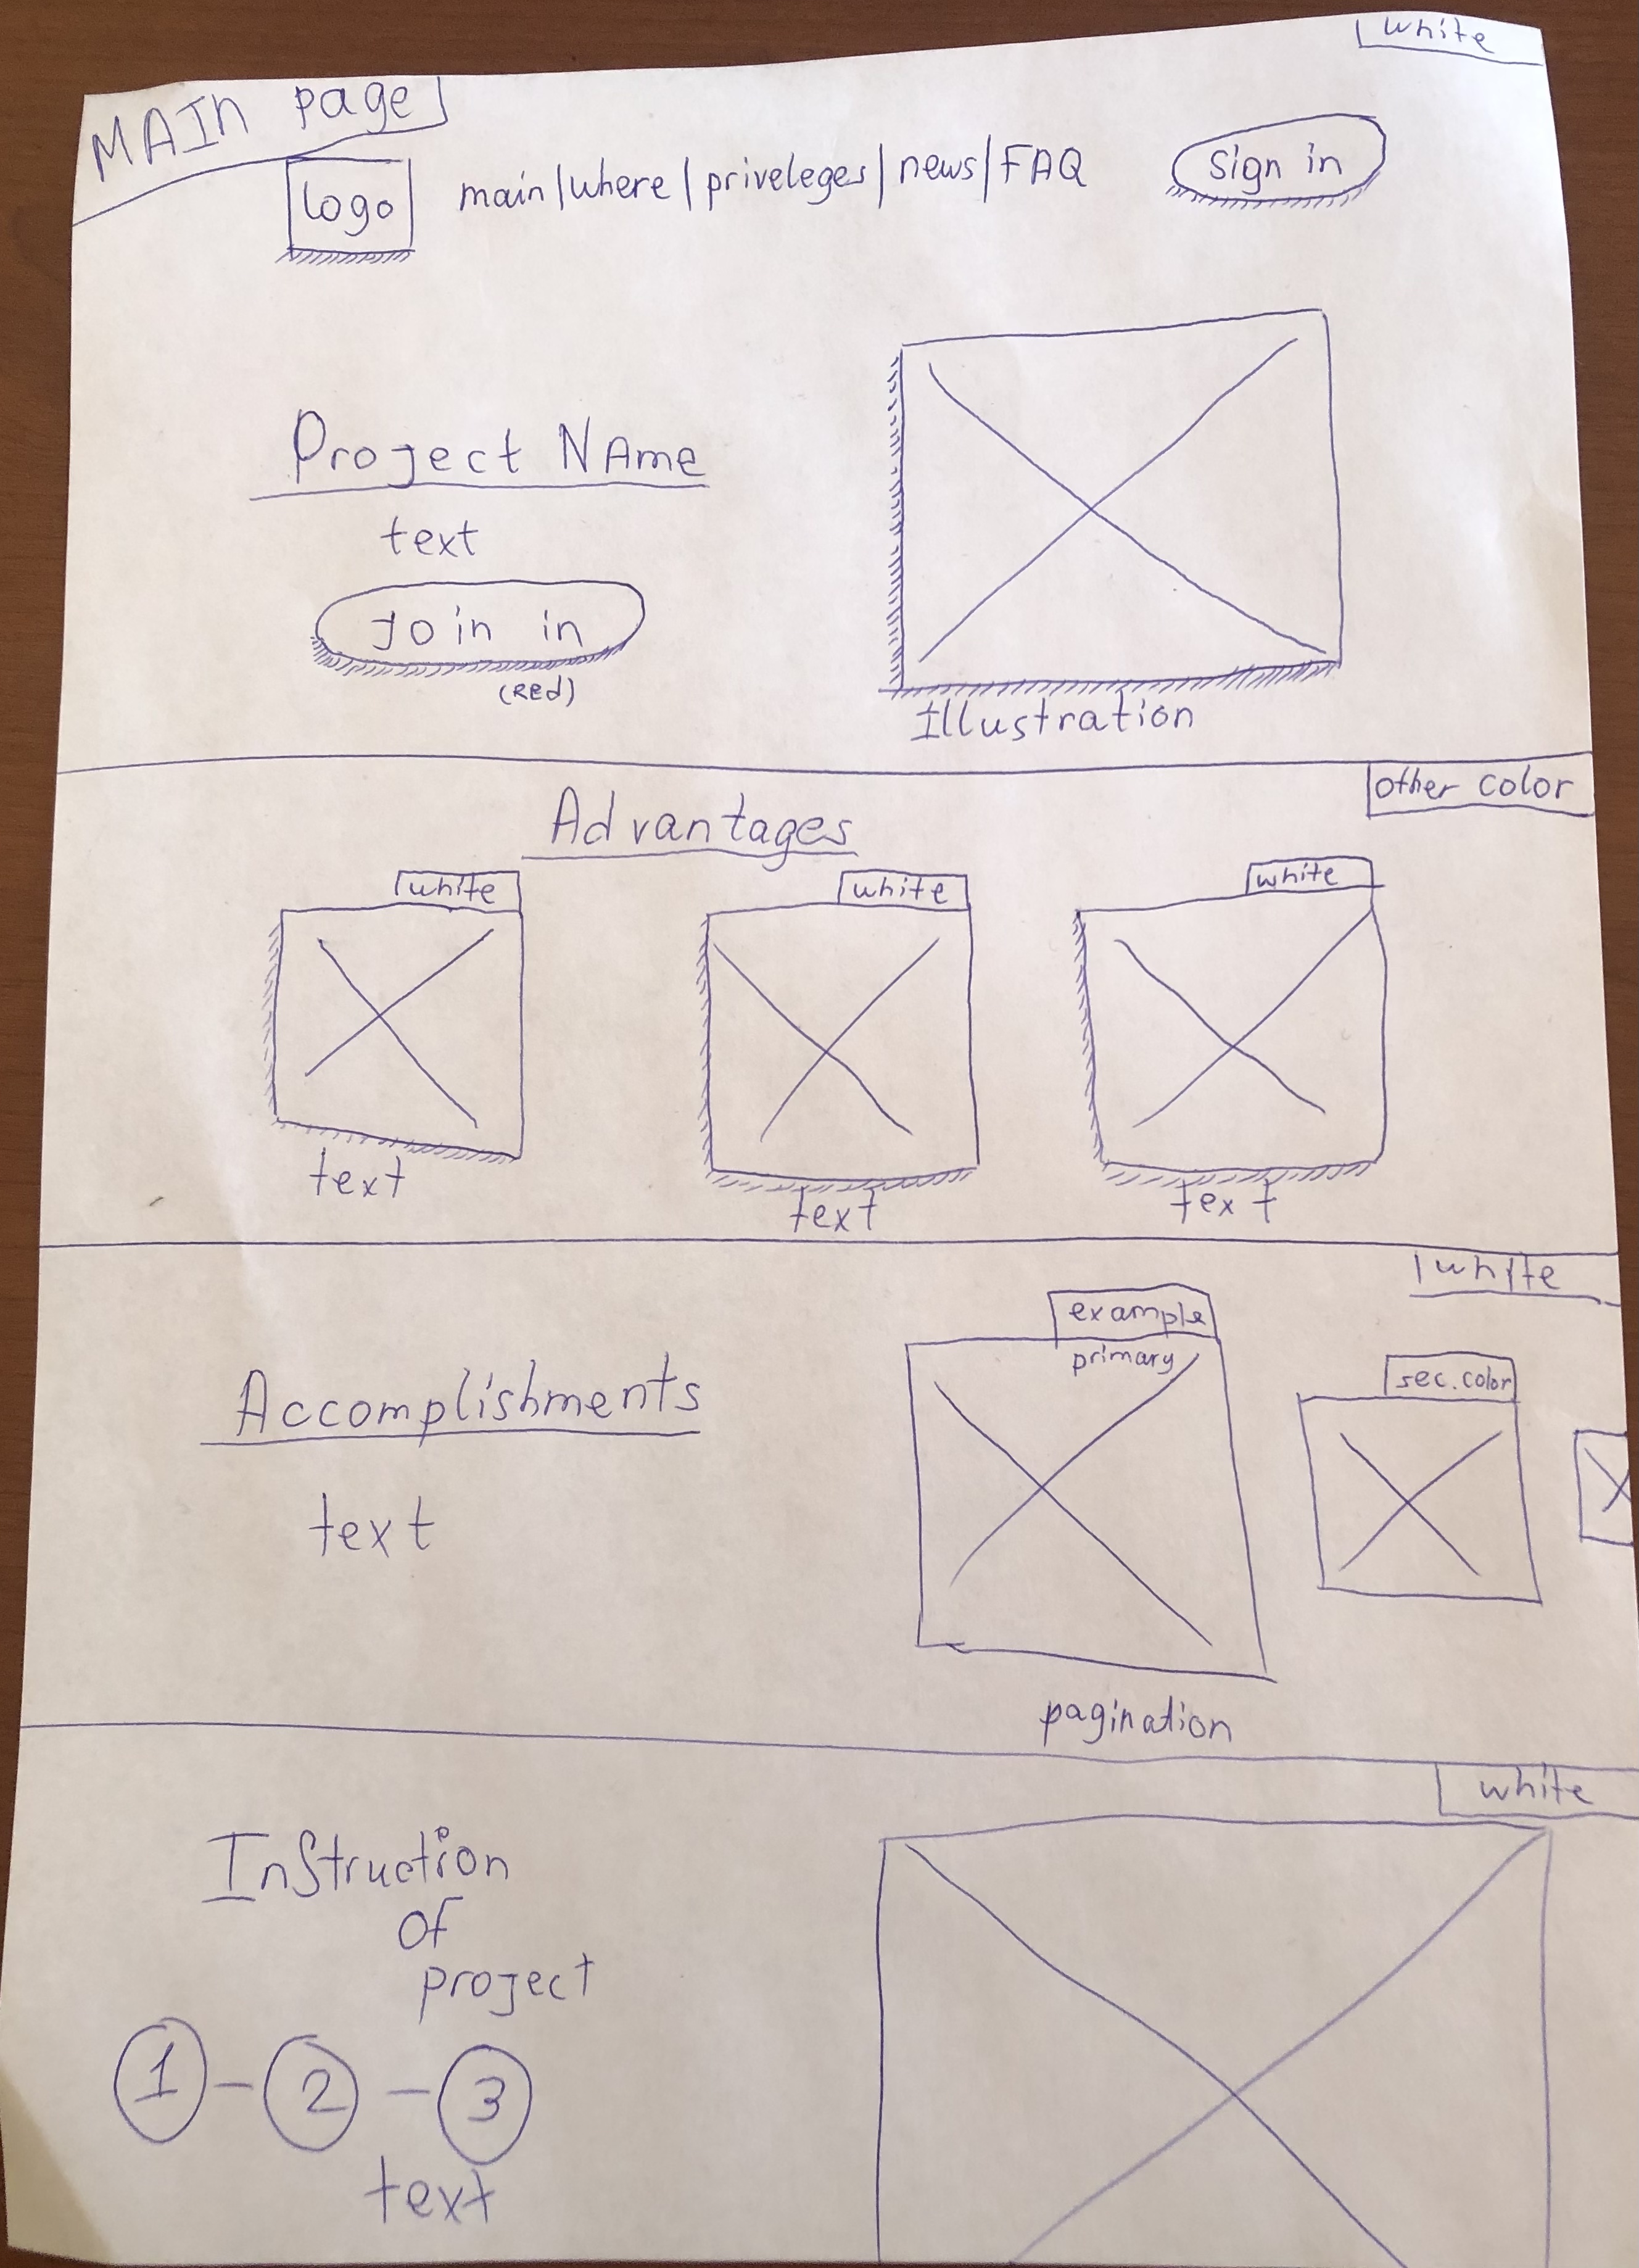 white
MAIn page
logo
main|where|priveleges|news|FAQ
Sign in
Project NAme
text
Join in
(Red)
Illustration
other color
Advantages
white
white
white
text
text
text
white
example
primary
sec.color
Accomplishments
text
pagination
white
Instruction
of
project
1-2-3
text